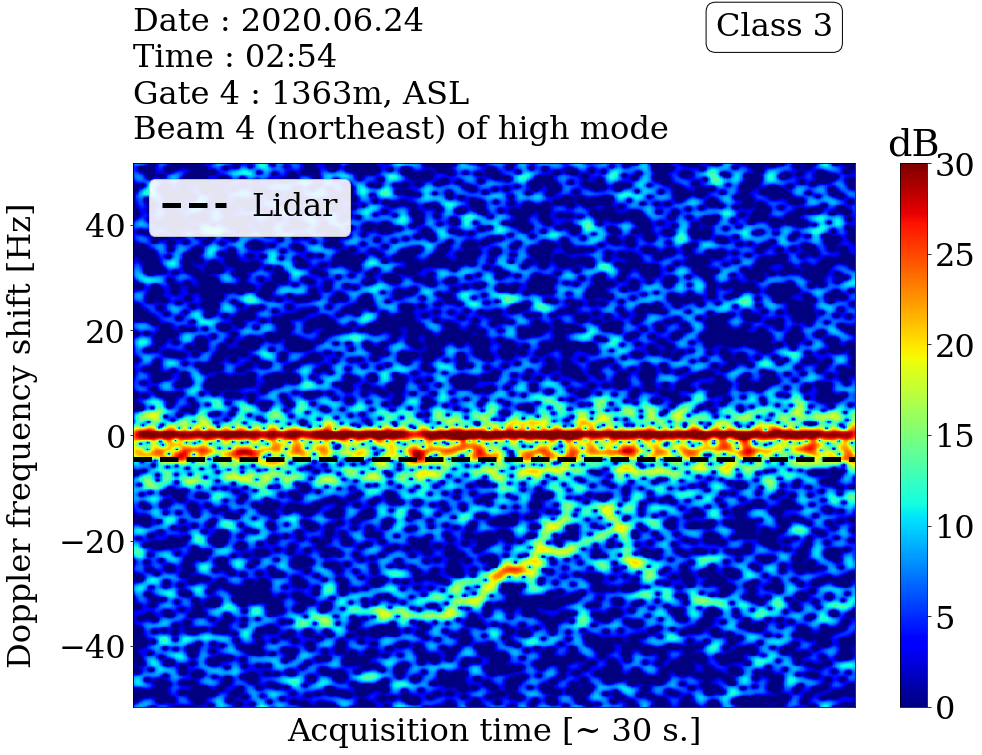 Date : 2020.06.24
Time : 02:54
Gate 4 : 1363m, ASL
Beam 4 (northeast) of high mode
Class 3
dB
Lidar
Doppler frequency shift [Hz]
40
20
0
−20
−40
30
25
20
15
10
5
0
Acquisition time [~ 30 s.]